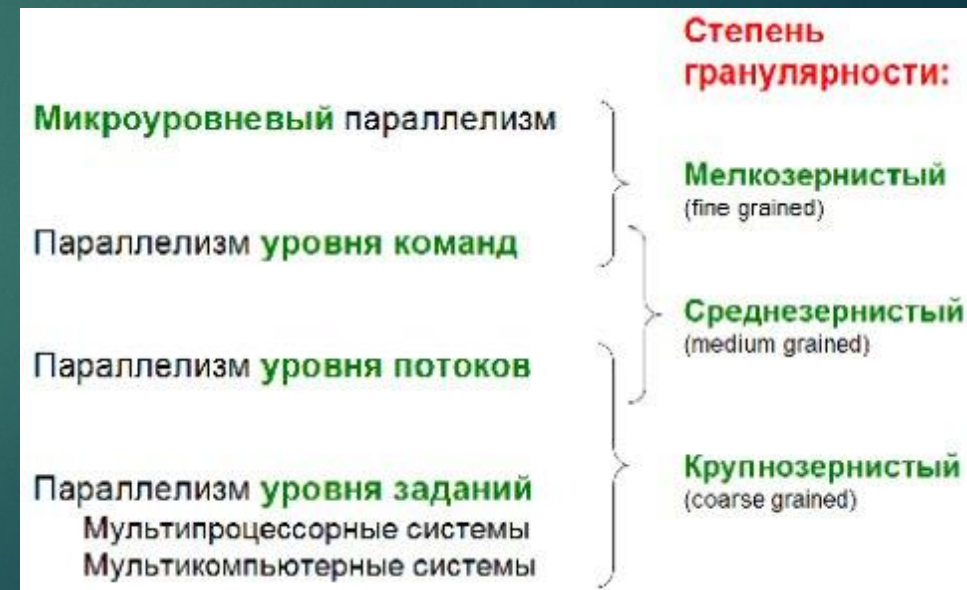 Степень
гранулярности:
Микроуровневый параллелизм
Мелкозернистый
(fine grained)
Параллелизм уровня команд
Среднезернистый
(medium grained)
Параллелизм уровня потоков
Крупнозернистый
(coarse grained)
Параллелизм уровня заданий
Мультипроцессорные системы
Мультикомпьютерные системы